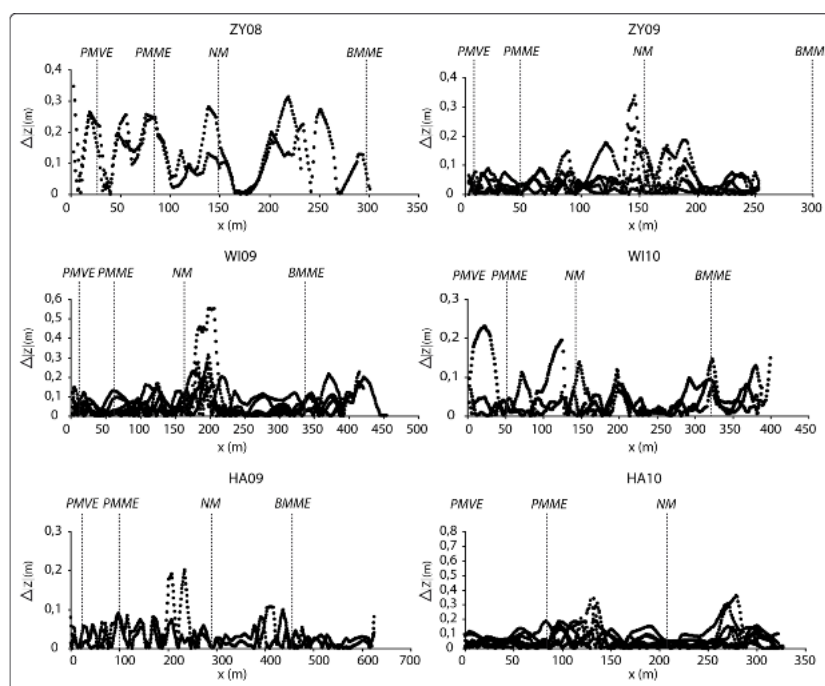 ZY08
PMVE PMME NM BMME
0,4
0,3
0,2
0,1
0
Δ|Z|(m)
0 50 100 150 200 250 300 350
x (m)
ZY09
PMVE PMME NM BMM
0,4
0,3
0,2
0,1
0
Δ|Z|(m)
0 50 100 150 200 250 300
x (m)
WI09
PMVE PMME NM BMME
0,6
0,5
0,4
0,3
0,2
0,1
0
Δ|Z|(m)
0 50 100 150 200 250 300 350 400 450 500
x (m)
WI10
PMVE PMME NM BMME
0,3
0,2
0,1
0
Δ|Z|(m)
0 50 100 150 200 250 300 350 400 450
x (m)
HA09
PMVE PMME NM BMME
0,3
0,2
0,1
0
Δ|Z|(m)
0 100 200 300 400 500 600 700
x (m)
HA10
PMVE PMME NM
0,8
0,7
0,6
0,5
0,4
0,3
0,2
0,1
0
Δ|Z|(m)
0 50 100 150 200 250 300 350
x (m)